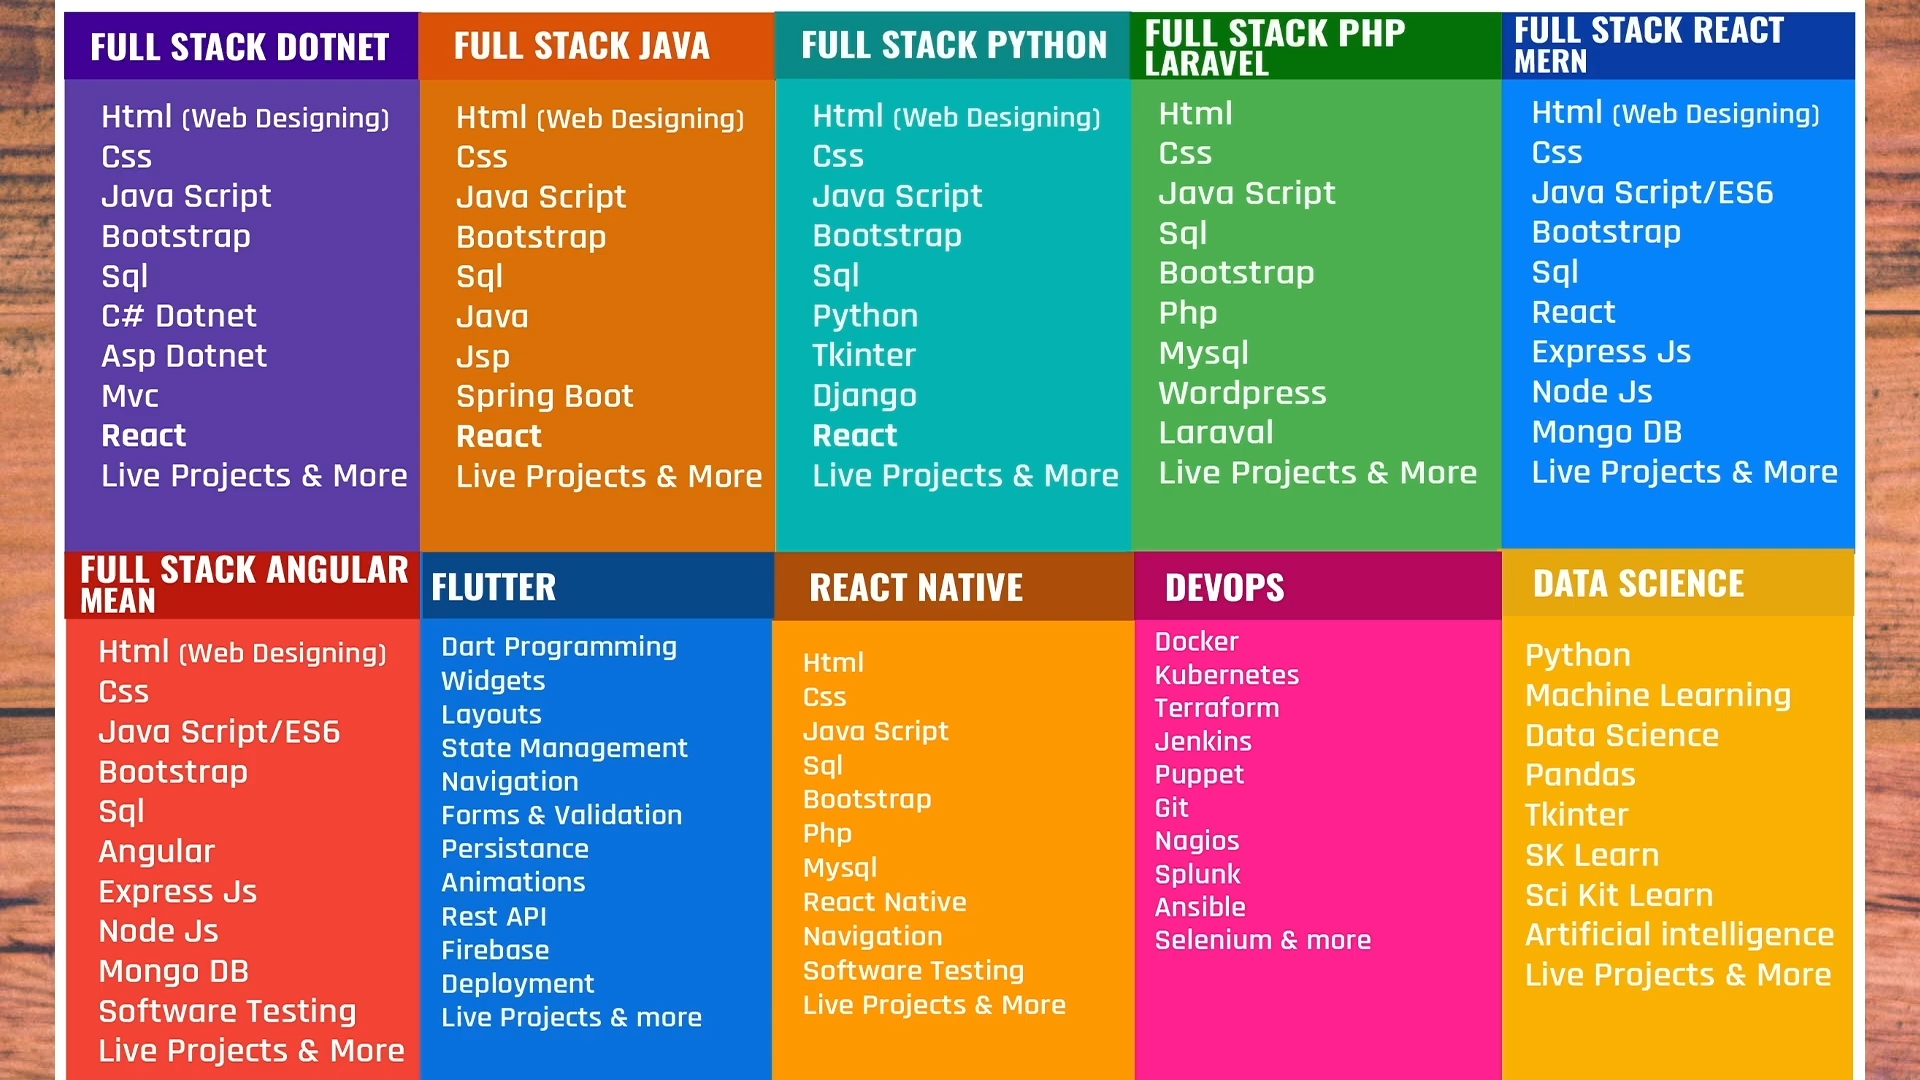 FULL STACK DOTNET
Html (Web Designing)
Css
Java Script
Bootstrap
Sql
C# Dotnet
Asp Dotnet
Mvc
React
Live Projects & More
FULL STACK JAVA
Html (Web Designing)
Css
Java Script
Bootstrap
Sql
Java
Jsp
Spring Boot
React
Live Projects & More
FULL STACK PYTHON
Html (Web Designing)
Css
Java Script
Bootstrap
Sql
Python
Tkinter
Django
React
Live Projects & More
FULL STACK PHP
LARAVEL
Html
Css
Java Script
Sql
Bootstrap
Php
Mysql
Wordpress
Laraval
Live Projects & More
FULL STACK REACT
MERN
Html (Web Designing)
Css
Java Script/ES6
Bootstrap
Sql
React
Express Js
Node Js
Mongo DB
Live Projects & More
FULL STACK ANGULAR
MEAN
Html (Web Designing)
Css
Java Script/ES6
Bootstrap
Sql
Angular
Express Js
Node Js
Mongo DB
Software Testing
Live Projects & More
FLUTTER
Dart Programming
Widgets
Layouts
State Management
Navigation
Forms & Validation
Persistance
Animations
Rest API
Firebase
Deployment
Live Projects & more
REACT NATIVE
Html
Css
Java Script
Sql
Bootstrap
Php
Mysql
React Native
Navigation
Software Testing
Live Projects & More
DEVOPS
Docker
Kubernetes
Terraform
Jenkins
Puppet
Git
Nagios
Splunk
Ansible
Selenium & more
DATA SCIENCE
Python
Machine Learning
Data Science
Pandas
Tkinter
SK Learn
Sci Kit Learn
Artificial intelligence
Live Projects & More